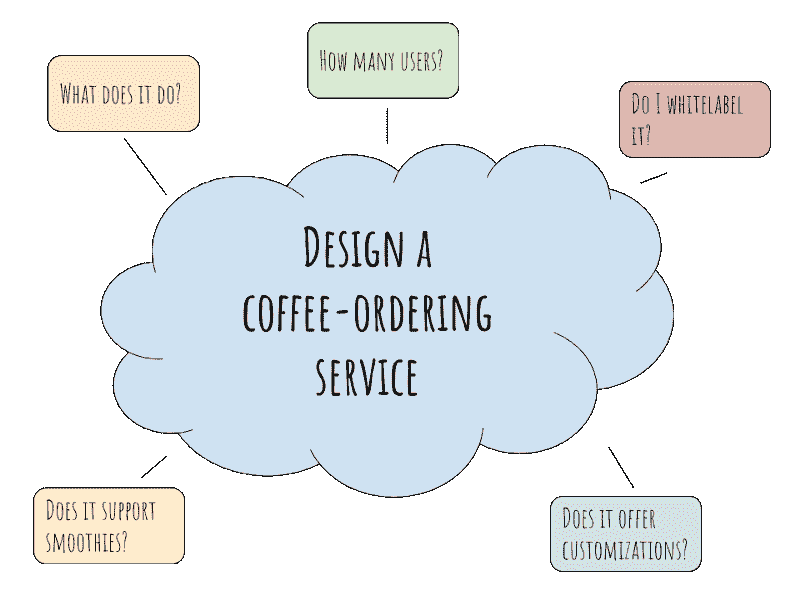 How many users?
What does it do?
Do I whitelabel
it?
Design a
coffee-ordering
service
Does it support
smoothies?
Does it offer
customizations?